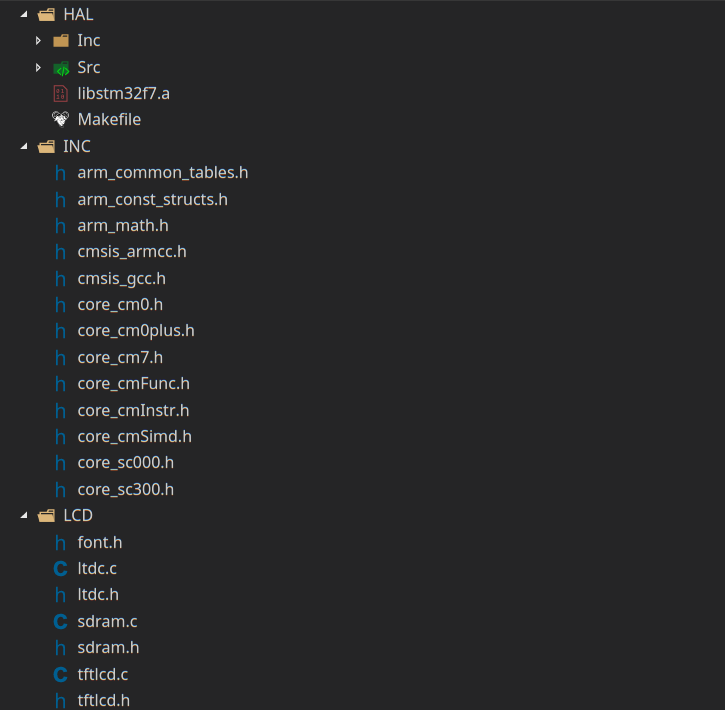 HAL
Inc
Src
libstm32f7.a
Makefile
INC
h arm_common_tables.h
h arm_const_structs.h
h arm_math.h
h cmsis_armcc.h
h cmsis_gcc.h
h core_cm0.h
h core_cm0plus.h
h core_cm7.h
h core_cmFunc.h
h core_cmInstr.h
h core_cmSimd.h
h core_sc000.h
h core_sc300.h
LCD
h font.h
C ltdc.c
h ltdc.h
C sdram.c
h sdram.h
C tftlcd.c
h tftlcd.h